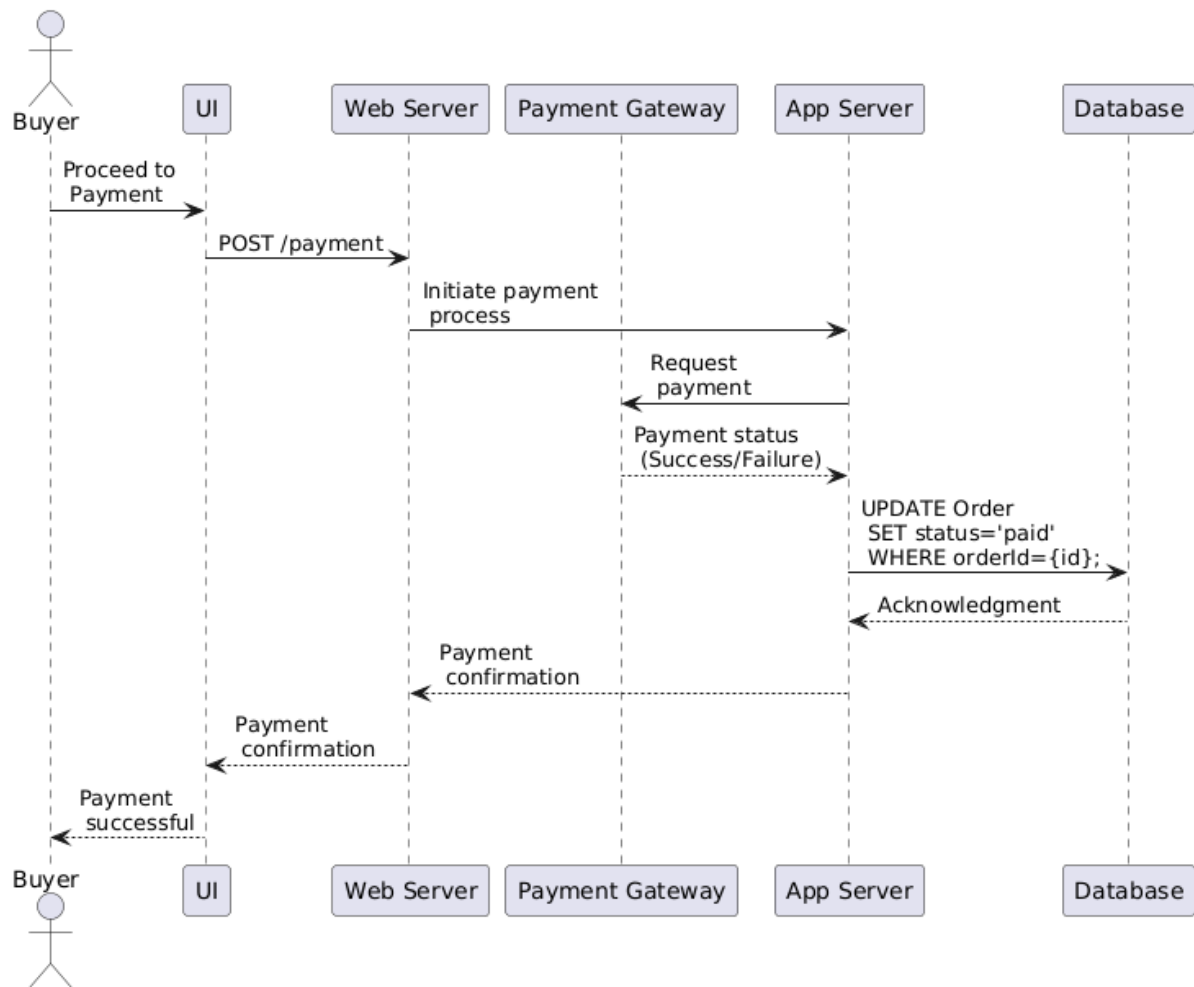 Buyer
UI
Web Server
Payment Gateway
App Server
Database
Proceed to
Payment
POST /payment
Initiate payment
process
Request
payment
Payment status
(Success/Failure)
UPDATE Order
SET status='paid'
WHERE orderId={id};
Acknowledgment
Payment
confirmation
Payment
confirmation
Payment
successful
Buyer
UI
Web Server
Payment Gateway
App Server
Database